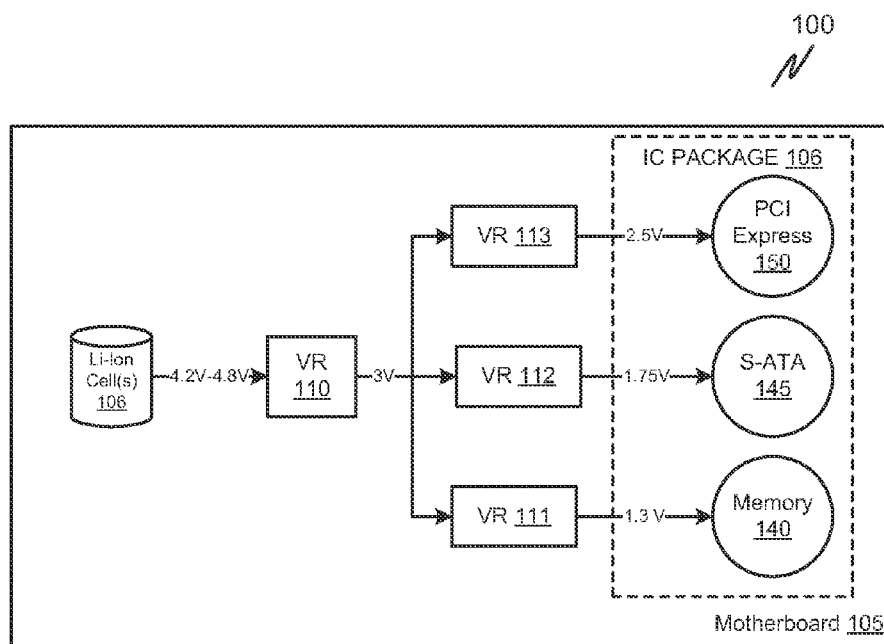 100
IC PACKAGE 106
PCI
Express
150
VR 113
2.5V
Li-Ion
Cell(s)
106
4.2V-4.8V
VR
110
3V
VR 112
1.75V
S-ATA
145
VR 111
1.3 V
Memory
140
Motherboard 105